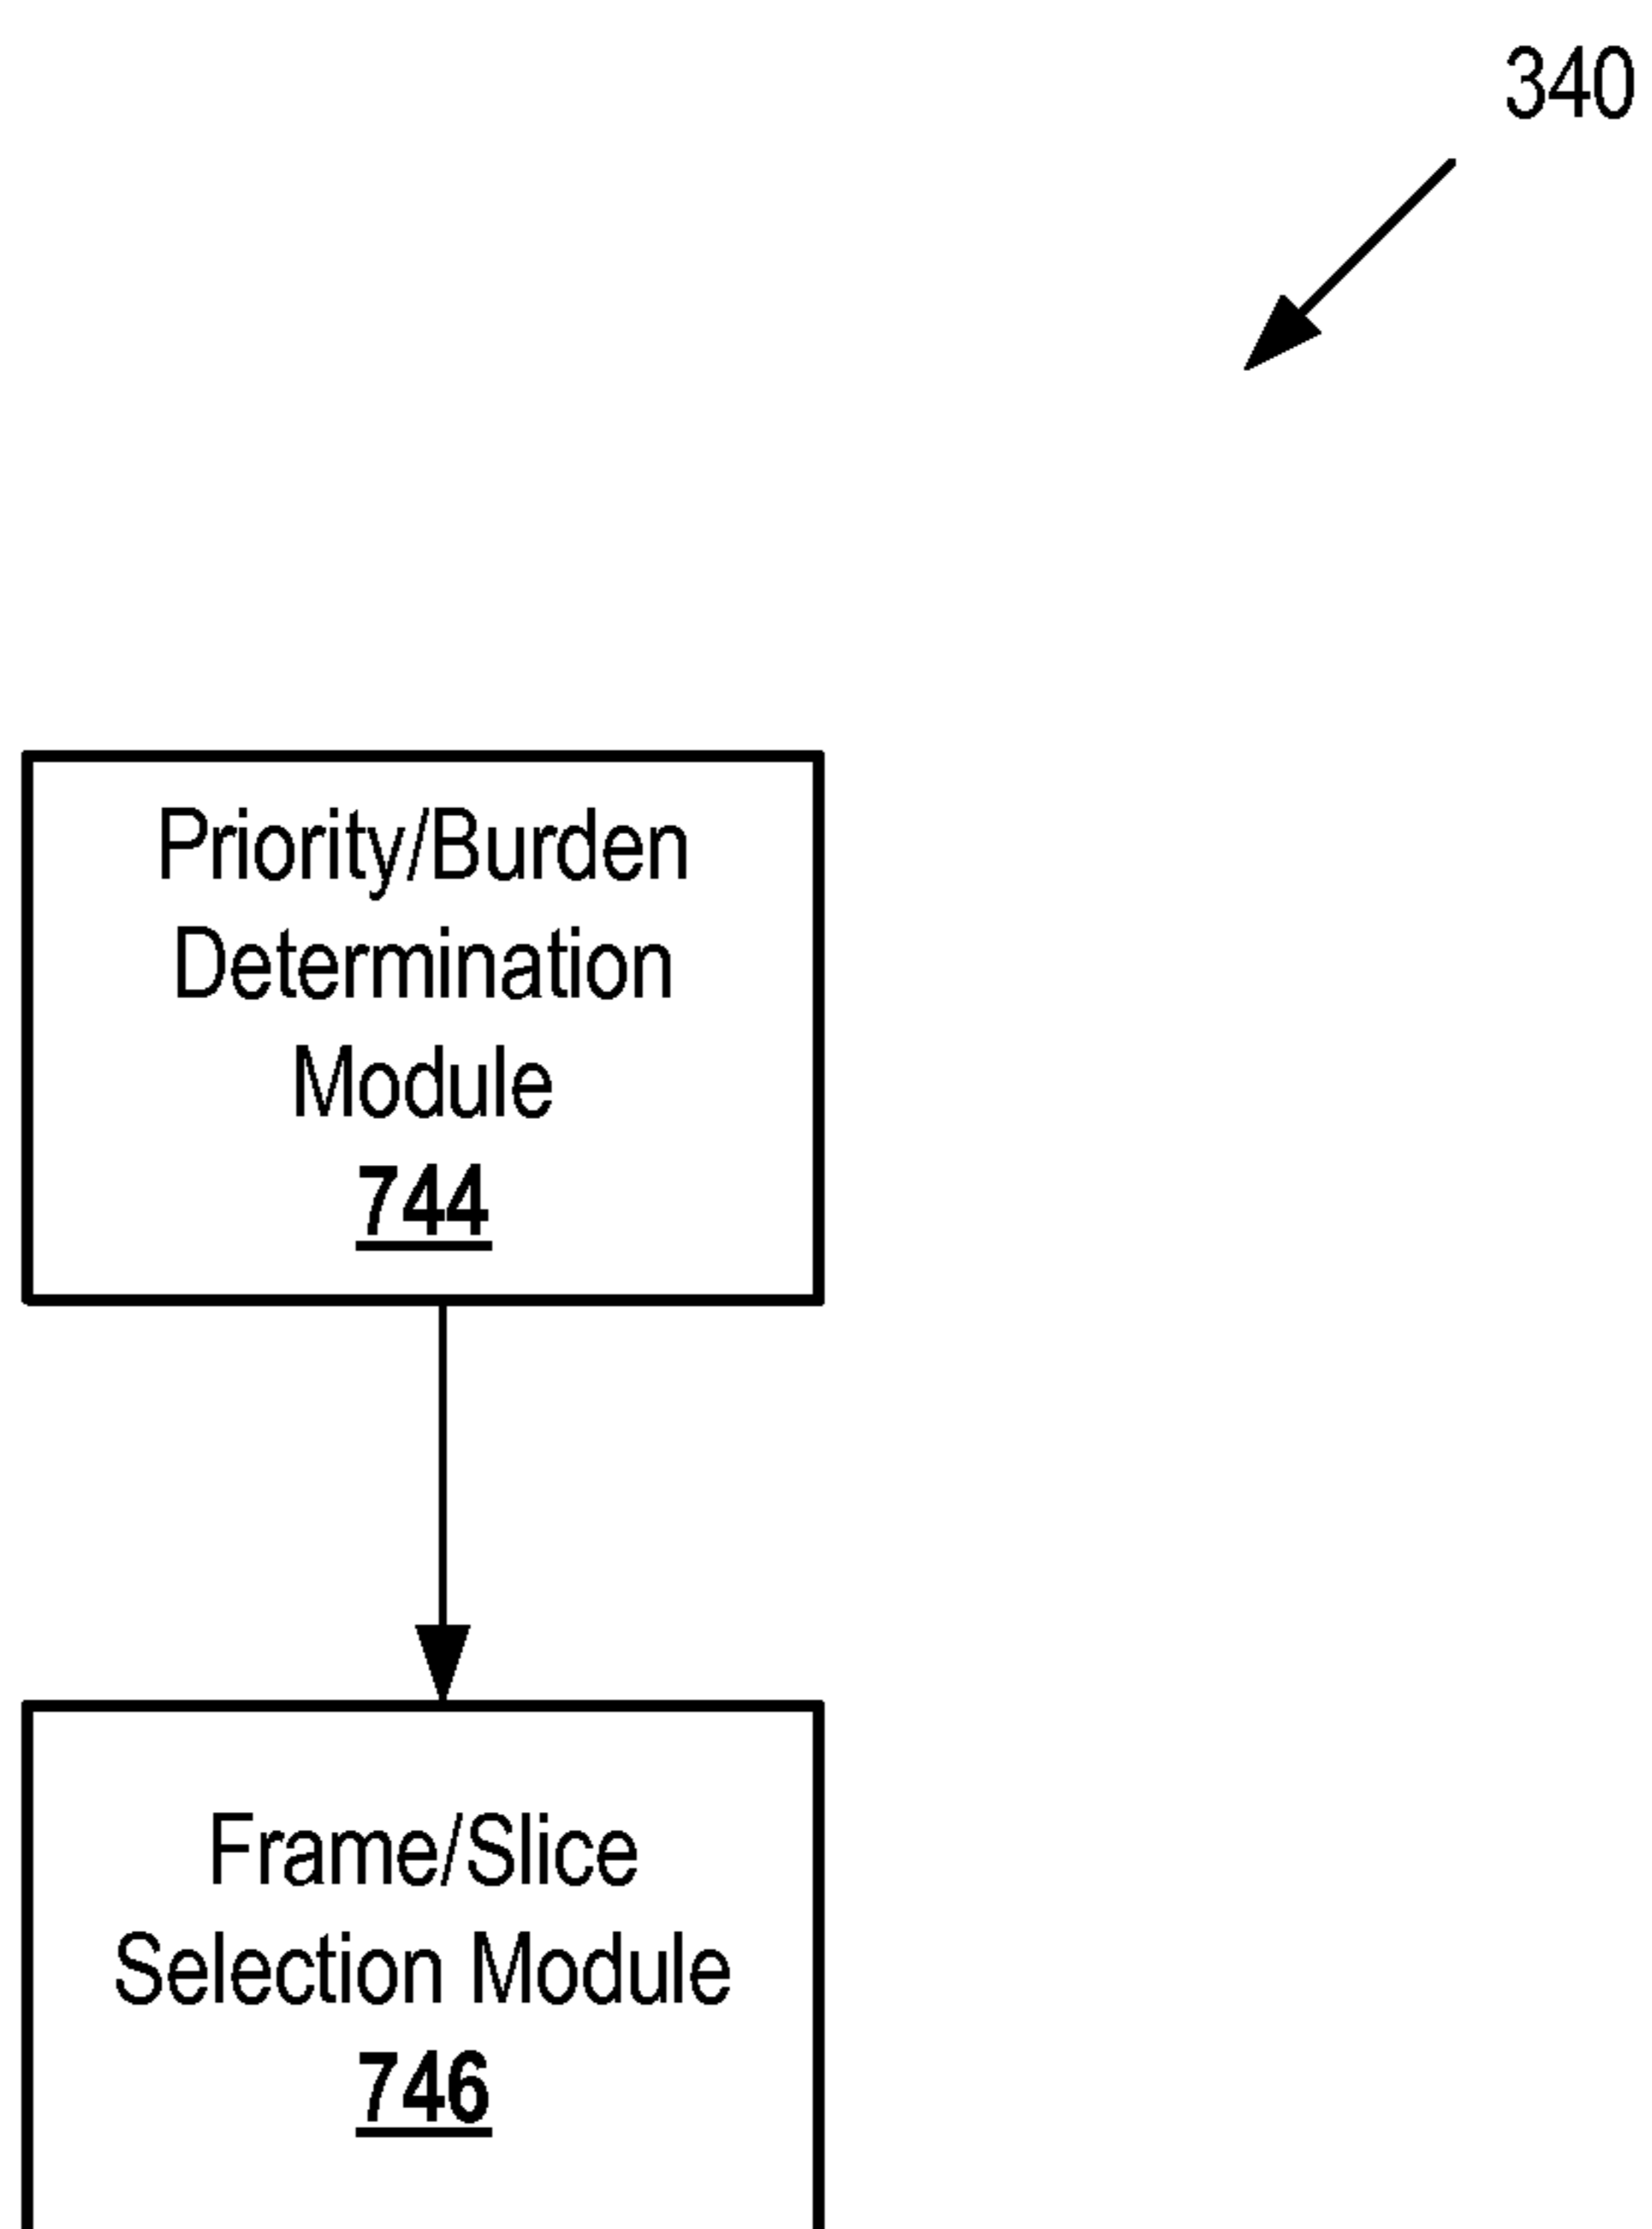 340
Priority/Burden
Determination
Module
744
Frame/Slice
Selection Module
746